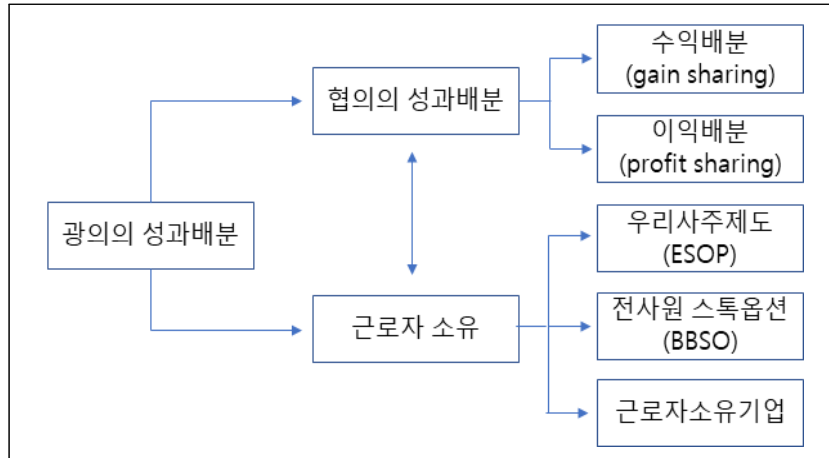 광의의 성과배분
협의의 성과배분
수익배분
(gain sharing)
이익배분
(profit sharing)
근로자 소유
우리사주제도
(ESOP)
전사원 스톡옵션
(BBSO)
근로자소유기업